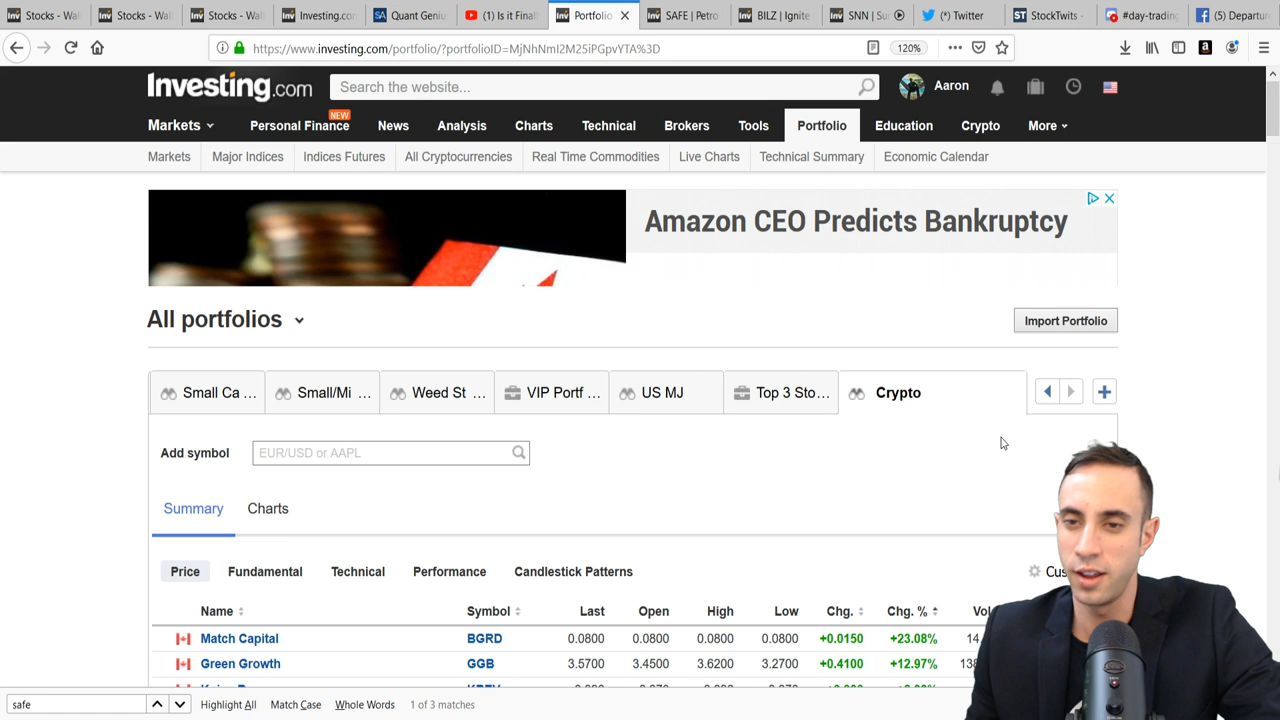 Stocks - Wal
Stocks - Wal
Stocks - Wal
Investing.co
Quant Geniu
(1) Is it Final
Portfolio
SAFE | Petro
BILZ | Ignite
SNN | Sun
(*) Twitter
StockTwits -
#day-trading
(5) Departur
https://www.investing.com/portfolio/?portfolioID=MjNhNmI2M25iPGpvYTA%3D
120%
Investing.com
Search the website...
Aaron
NEW
Markets
Personal Finance
News
Analysis
Charts
Technical
Brokers
Tools
Portfolio
Education
Crypto
More
Markets
Major Indices
Indices Futures
All Cryptocurrencies
Real Time Commodities
Live Charts
Technical Summary
Economic Calendar
Amazon CEO Predicts Bankruptcy
All portfolios
Import Portfolio
Small Ca ...
Small/Mi ...
Weed St ...
VIP Portf ...
US MJ
Top 3 Sto...
Crypto
Add symbol
EUR/USD or AAPL
Summary
Charts
Price
Fundamental
Technical
Performance
Candlestick Patterns
Name Symbol Last Open High Low Chg. Chg. %
Match Capital BGRD 0.0800 0.0800 0.0800 0.0800 +0.0150 +23.08%
Green Growth GGB 3.5700 3.4500 3.6200 3.2700 +0.4100 +12.97%
safe
Highlight All
Match Case
Whole Words
1 of 3 matches